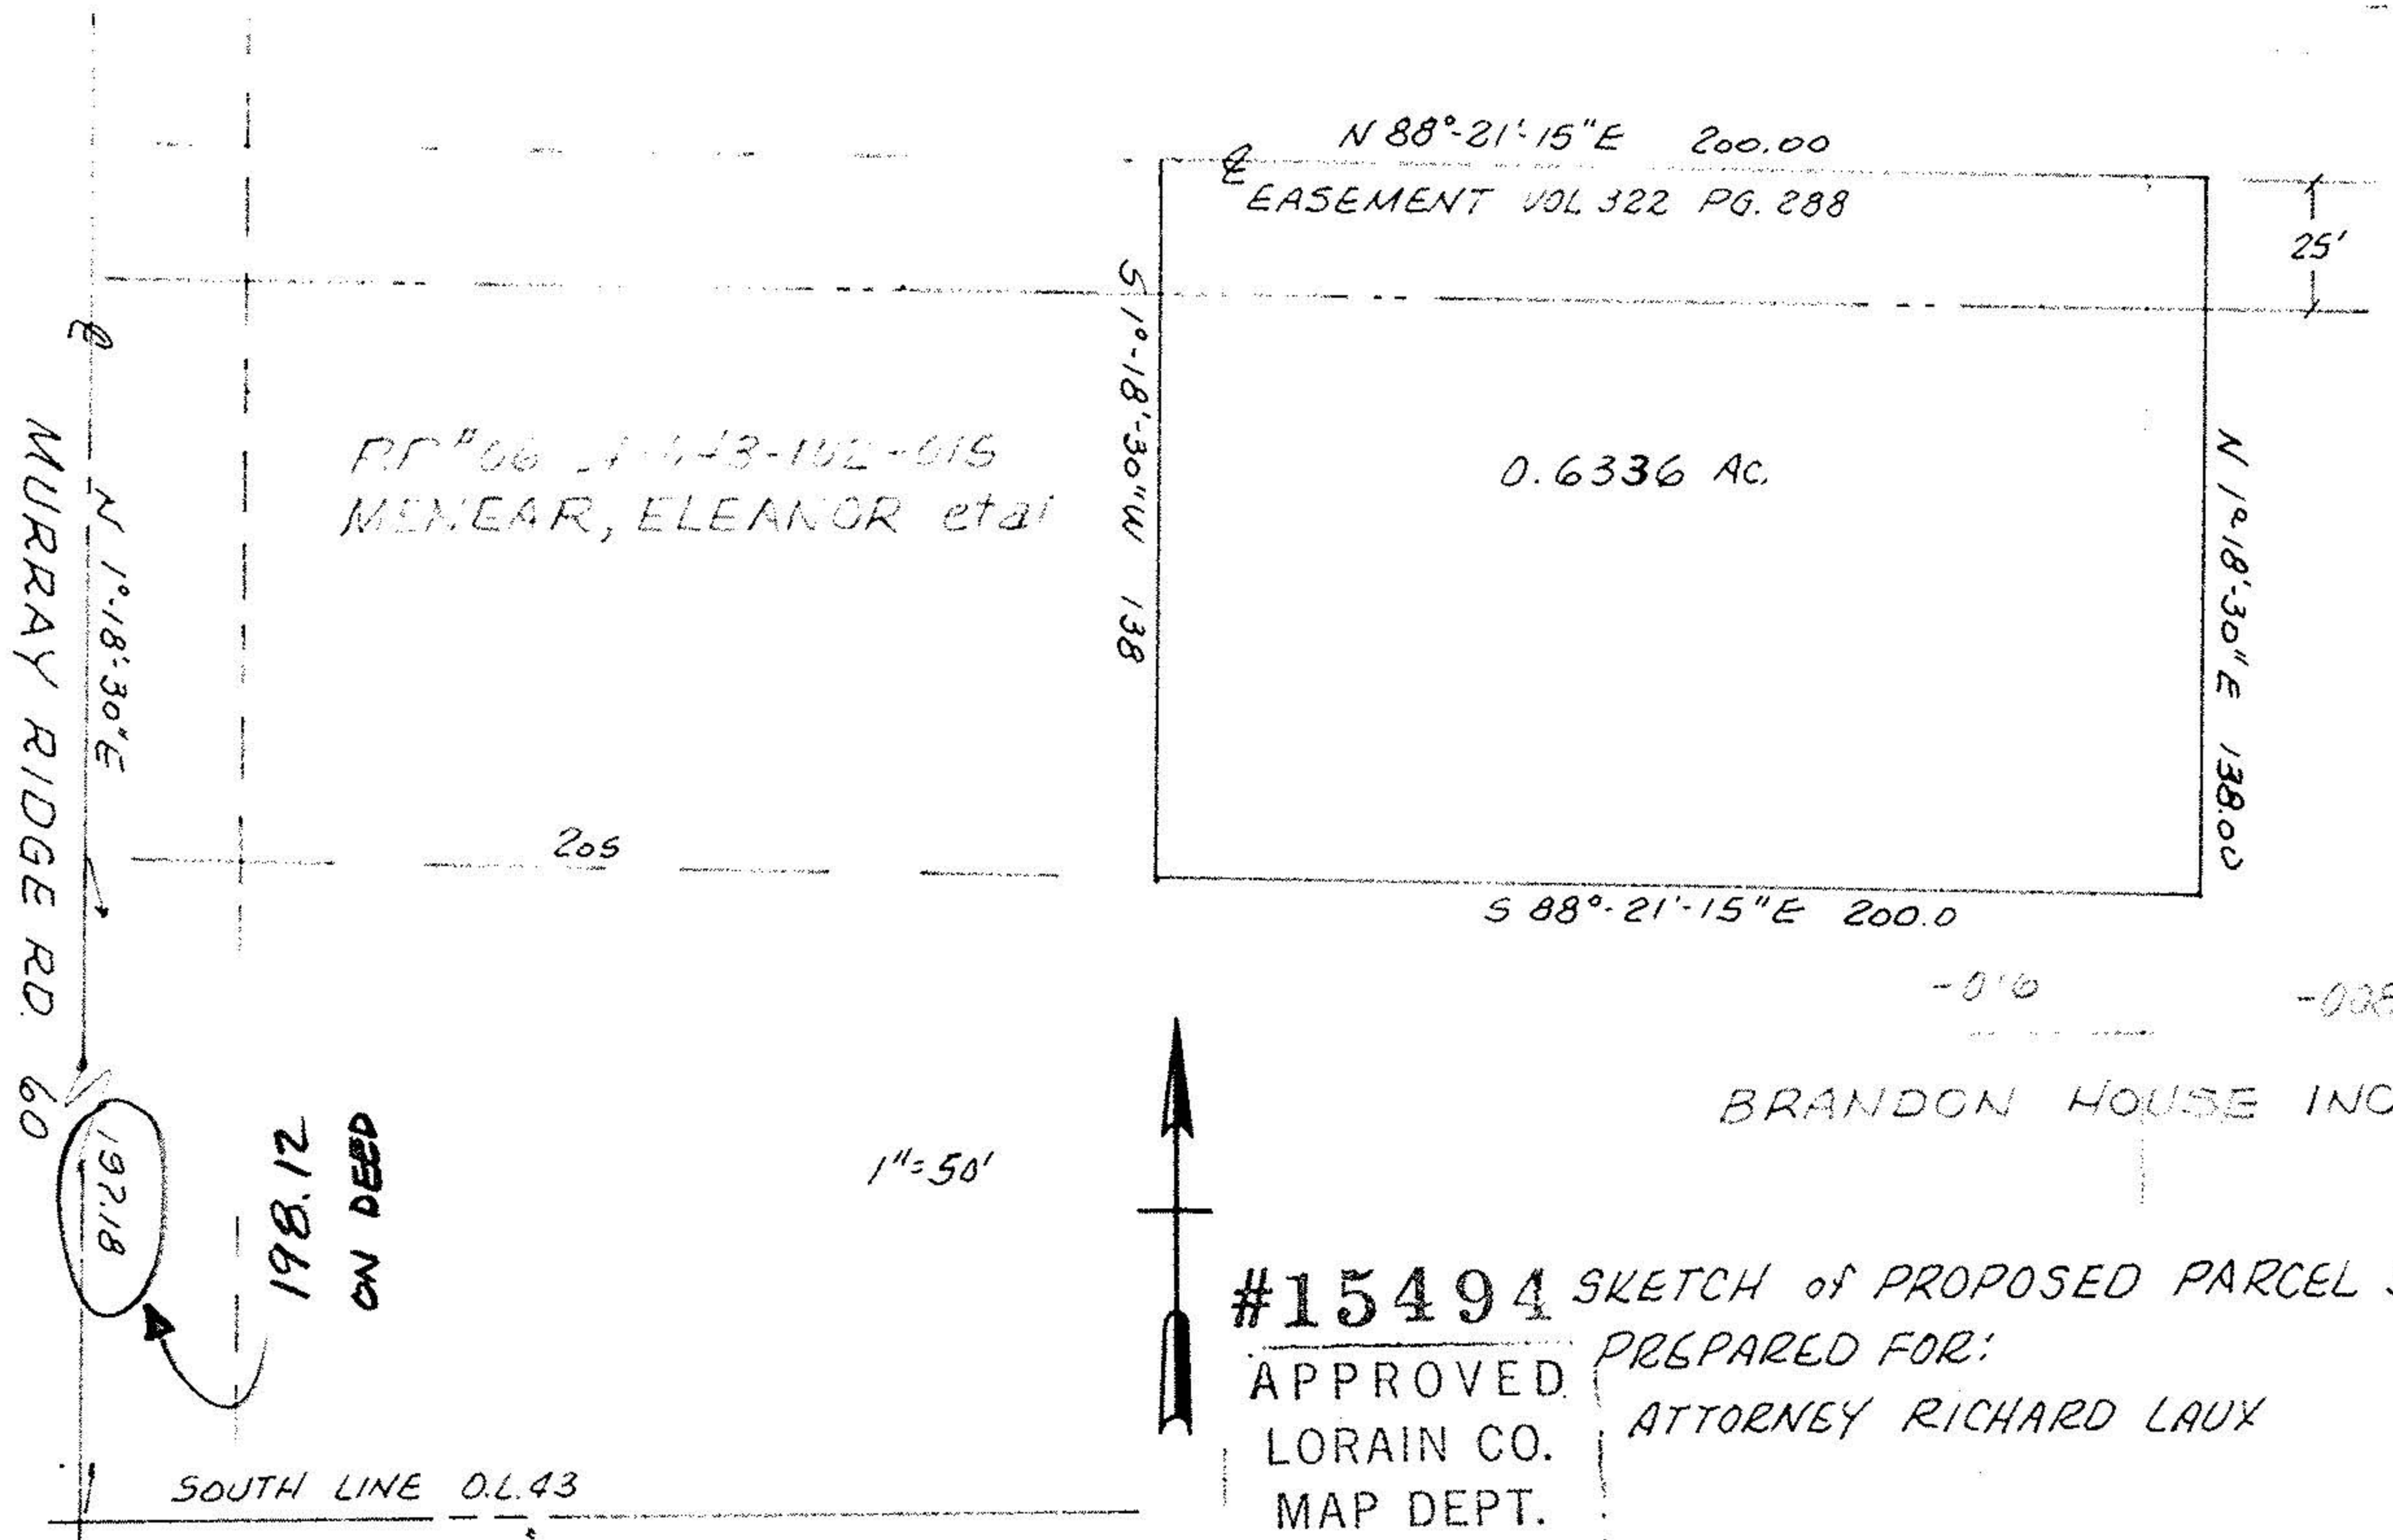 N 88°-21'-15"E 200.00
℄
EASEMENT VOL 322 PG. 288
25'
S 1°-18'-30"W 138
N 1°-18'-30"E 138.00
0.6336 AC.
MENEAR, ELEANOR etal
℄
N 1°-18'-30"E
MURRAY RIDGE RD. 60
205
S 88°-21'-15"E 200.0
-016
BRANDON HOUSE INC
197.18
198.12
ON DEED
1"=50'
#15494
APPROVED
LORAIN CO.
MAP DEPT.
SKETCH of PROPOSED PARCEL
PREPARED FOR:
ATTORNEY RICHARD LAUX
SOUTH LINE O.L.43